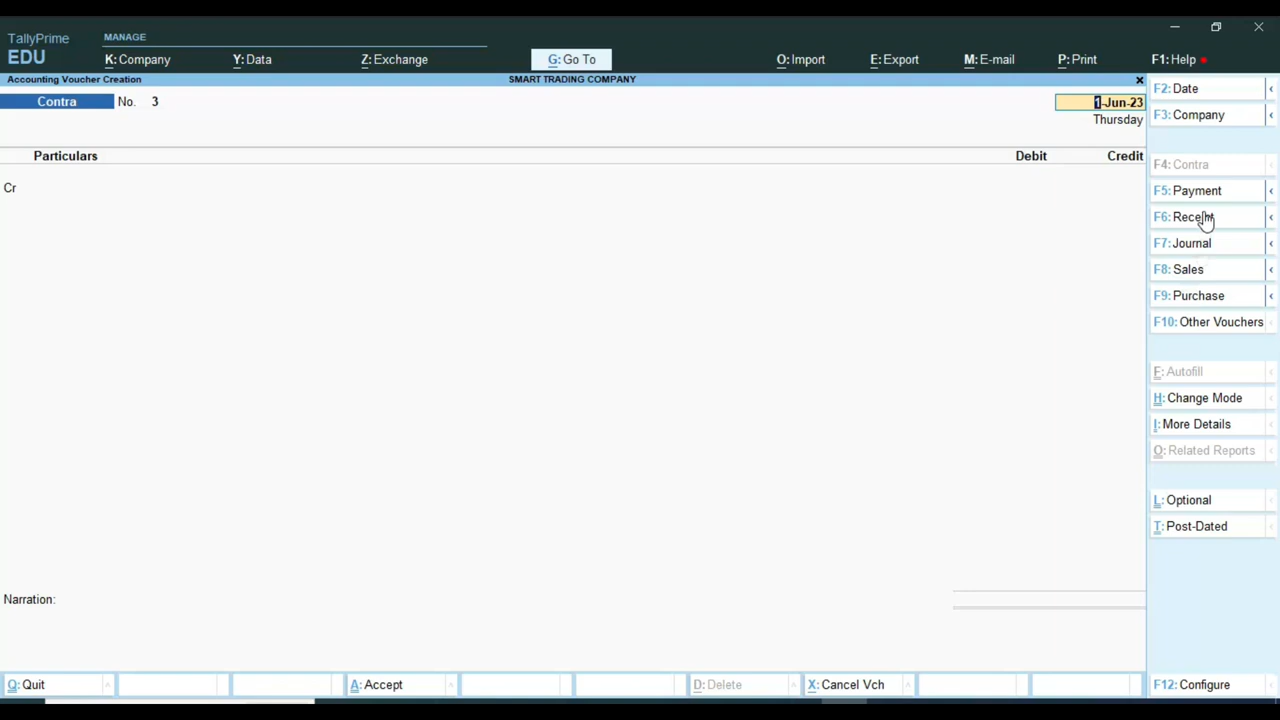 TallyPrime
EDU
MANAGE
K: Company
Y: Data
Z: Exchange
G: Go To
O: Import
E: Export
M: E-mail
P: Print
F1: Help
Accounting Voucher Creation
SMART TRADING COMPANY
Contra No. 3
1-Jun-23
Thursday
Particulars
Debit
Credit
Cr
Narration:
F2: Date
F3: Company
F4: Contra
F5: Payment
F6: Receipt
F7: Journal
F8: Sales
F9: Purchase
F10: Other Vouchers
F: Autofill
H: Change Mode
I: More Details
O: Related Reports
L: Optional
T: Post-Dated
Q: Quit
A: Accept
D: Delete
X: Cancel Vch
F12: Configure